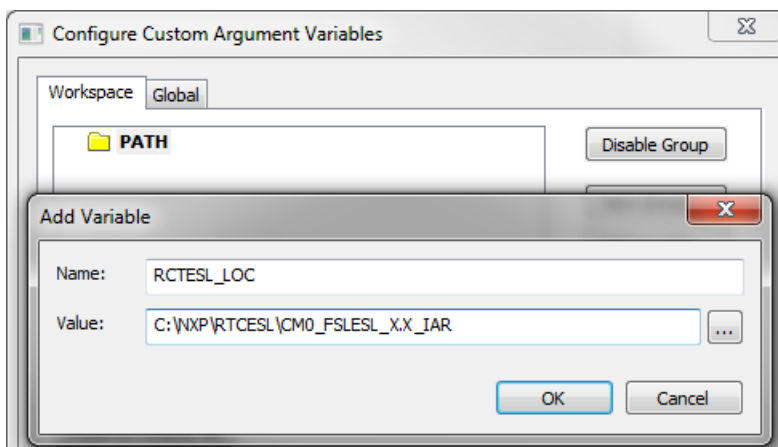 Configure Custom Argument Variables
Workspace Global
PATH
Disable Group
Add Variable
Name: RCTESL_LOC
Value: C:\NXP\RTCESL\CM0_FSLESL_X.X_IAR ...
OK Cancel